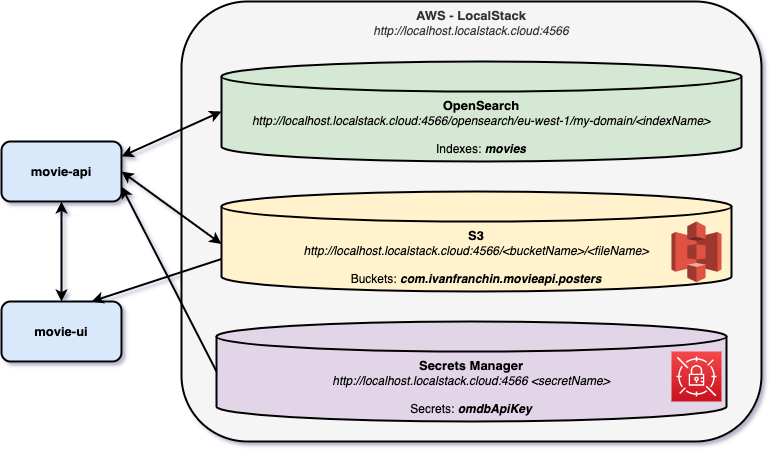 AWS - LocalStack
http://localhost.localstack.cloud:4566
OpenSearch
http://localhost.localstack.cloud:4566/opensearch/eu-west-1/my-domain/<indexName>
Indexes: movies
movie-api
S3
http://localhost.localstack.cloud:4566/<bucketName>/<fileName>
Buckets: com.ivanfranchin.movieapi.posters
movie-ui
Secrets Manager
http://localhost.localstack.cloud:4566 <secretName>
Secrets: omdbApiKey